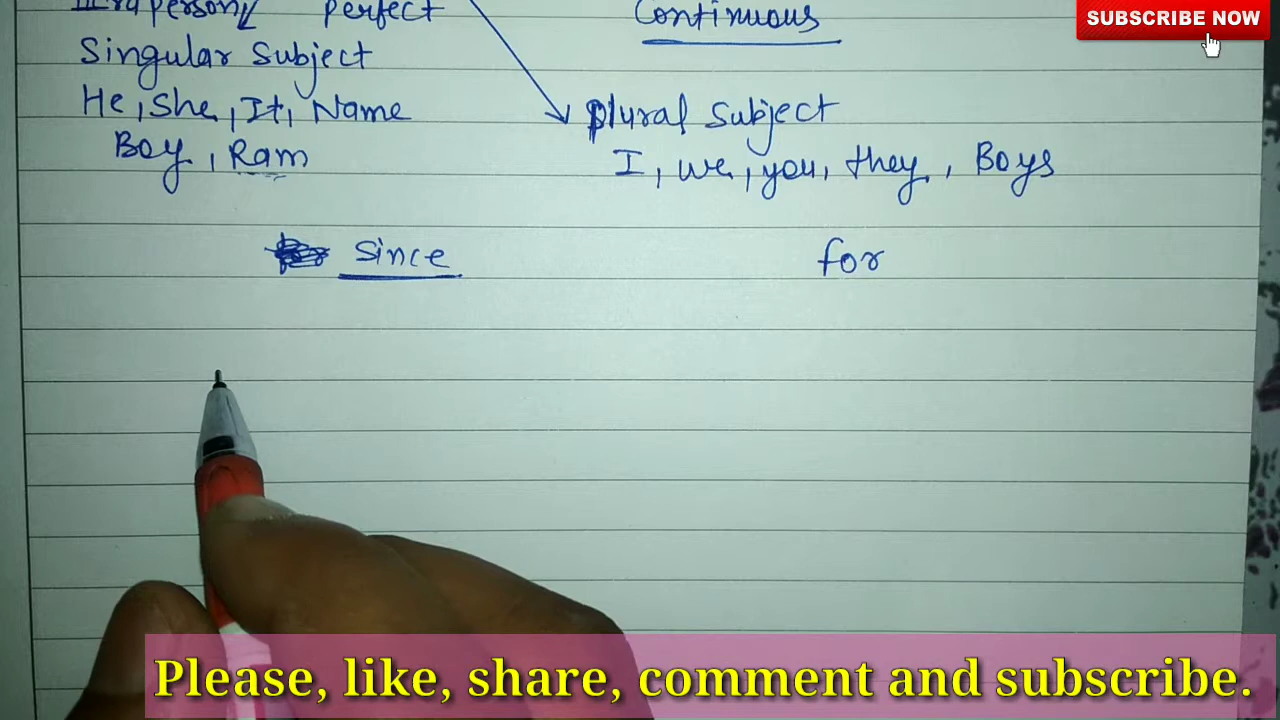 perfect
Continuous
SUBSCRIBE NOW
Singular Subject
He, She, It, Name
plural Subject
Boy, Ram
I, we, you, they, Boys
Since
for
Please, like, share, comment and subscribe.